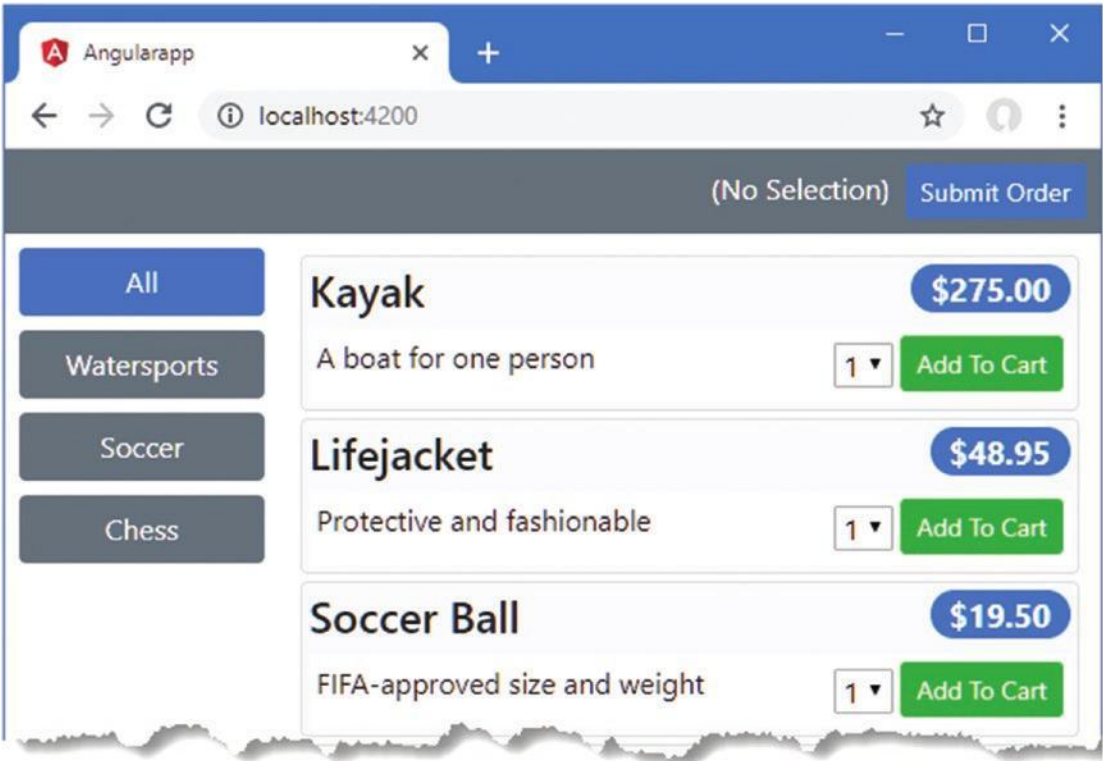 Angularapp
localhost:4200
(No Selection) Submit Order
All
Watersports
Soccer
Chess
Kayak $275.00
A boat for one person 1 Add To Cart
Lifejacket $48.95
Protective and fashionable 1 Add To Cart
Soccer Ball $19.50
FIFA-approved size and weight 1 Add To Cart